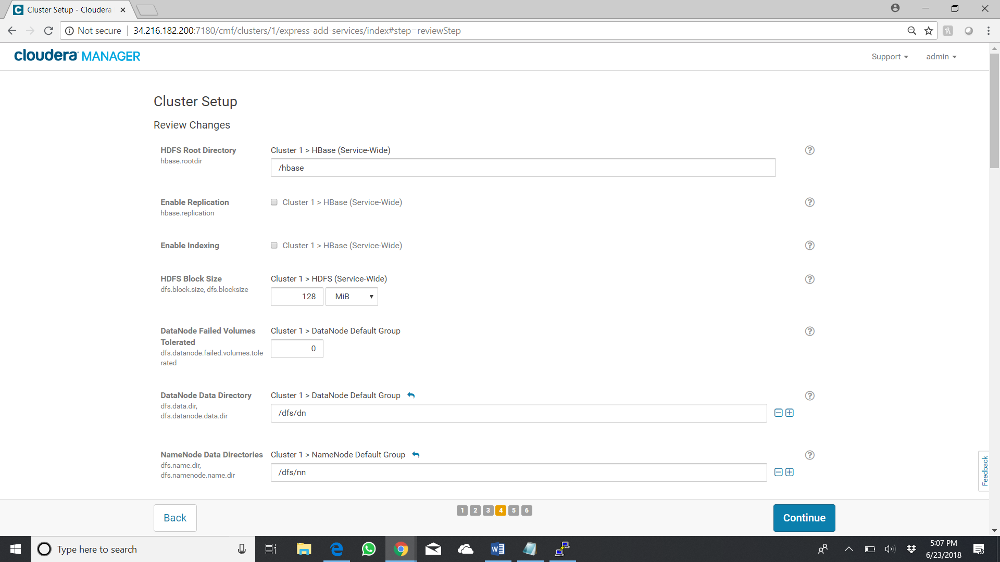 Cluster Setup - Cloudera
Not secure
34.216.182.200:7180/cmf/clusters/1/express-add-services/index#step=reviewStep
cloudera MANAGER
Support
admin
Cluster Setup
Review Changes
HDFS Root Directory
hbase.rootdir
Cluster 1 > HBase (Service-Wide)
/hbase
Enable Replication
hbase.replication
Cluster 1 > HBase (Service-Wide)
Enable Indexing
Cluster 1 > HBase (Service-Wide)
HDFS Block Size
dfs.block.size, dfs.blocksize
Cluster 1 > HDFS (Service-Wide)
128 MiB
DataNode Failed Volumes
Tolerated
dfs.datanode.failed.volumes.tole
rated
Cluster 1 > DataNode Default Group
0
DataNode Data Directory
dfs.data.dir,
dfs.datanode.data.dir
Cluster 1 > DataNode Default Group
/dfs/dn
NameNode Data Directories
dfs.name.dir,
dfs.namenode.name.dir
Cluster 1 > NameNode Default Group
/dfs/nn
Feedback
Back
1 2 3 4 5 6
Continue
Type here to search
5:07 PM
6/23/2018